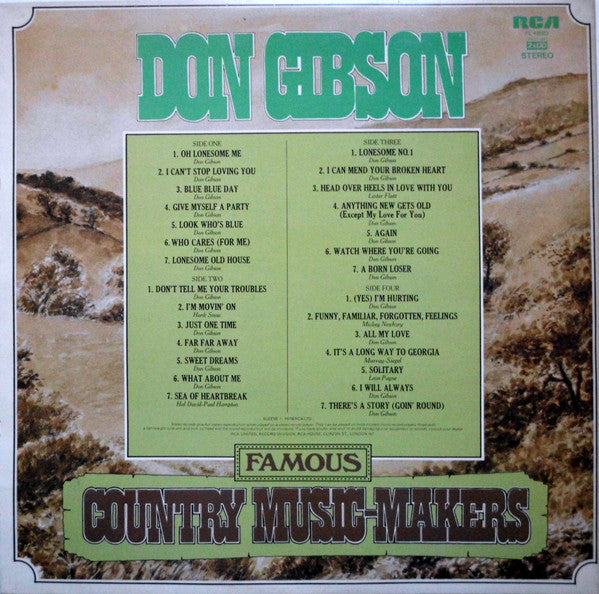 RCA
DON GIBSON
STEREO
SIDE ONE
1. OH LONESOME ME
Don Gibson
2. I CAN'T STOP LOVING YOU
Don Gibson
3. BLUE BLUE DAY
Don Gibson
4. GIVE MYSELF A PARTY
Don Gibson
5. LOOK WHO'S BLUE
Don Gibson
6. WHO CARES (FOR ME)
Don Gibson
7. LONESOME OLD HOUSE
Don Gibson
SIDE TWO
1. DON'T TELL ME YOUR TROUBLES
Don Gibson
2. I'M MOVIN' ON
Hank Snow
3. JUST ONE TIME
Don Gibson
4. FAR FAR AWAY
Don Gibson
5. SWEET DREAMS
Don Gibson
6. WHAT ABOUT ME
Don Gibson
7. SEA OF HEARTBREAK
Hal David-Paul Hampton
SIDE THREE
1. LONESOME NO.1
Don Gibson
2. I CAN MEND YOUR BROKEN HEART
Don Gibson
3. HEAD OVER HEELS IN LOVE WITH YOU
Lester Flatt
4. ANYTHING NEW GETS OLD
(Except My Love For You)
Don Gibson
5. AGAIN
Don Gibson
6. WATCH WHERE YOU'RE GOING
Don Gibson
7. A BORN LOSER
Don Gibson
SIDE FOUR
1. (YES) I'M HURTING
Don Gibson
2. FUNNY, FAMILIAR, FORGOTTEN, FEELINGS
Mickey Newbury
3. ALL MY LOVE
Don Gibson
4. IT'S A LONG WAY TO GEORGIA
Murray-Siegel
5. SOLITARY
Leon Payne
6. I WILL ALWAYS
Don Gibson
7. THERE'S A STORY (GOIN' ROUND)
Don Gibson
FAMOUS
COUNTRY MUSIC-MAKERS